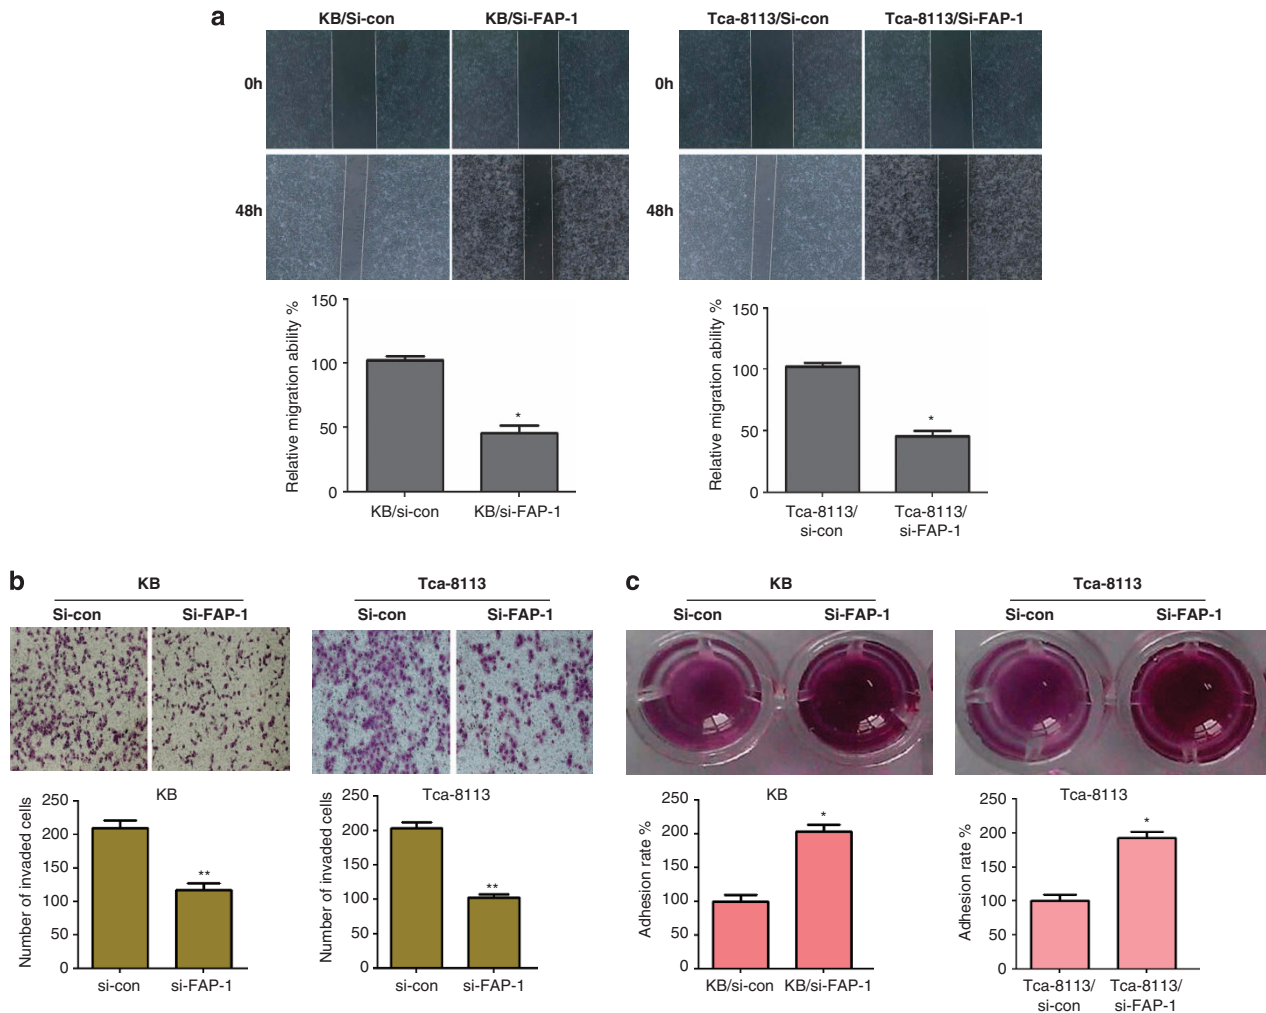 a
KB/Si-con KB/Si-FAP-1 Tca-8113/Si-con Tca-8113/Si-FAP-1
0h 0h
48h 48h
Relative migration ability %
150
100
50
0
*
KB/si-con KB/si-FAP-1
Relative migration ability %
150
100
50
0
*
Tca-8113/ Tca-8113/
si-con si-FAP-1
b
KB Tca-8113
Si-con Si-FAP-1 Si-con Si-FAP-1
KB
Number of invaded cells
250
200
150
100
50
0
**
si-con si-FAP-1
Tca-8113
Number of invaded cells
250
200
150
100
50
0
**
si-con si-FAP-1
c
KB Tca-8113
Si-con Si-FAP-1 Si-con Si-FAP-1
KB
Adhesion rate %
250
200
150
100
50
0
*
KB/si-con KB/si-FAP-1
Tca-8113
Adhesion rate %
250
200
150
100
50
0
*
Tca-8113/ Tca-8113/
si-con si-FAP-1